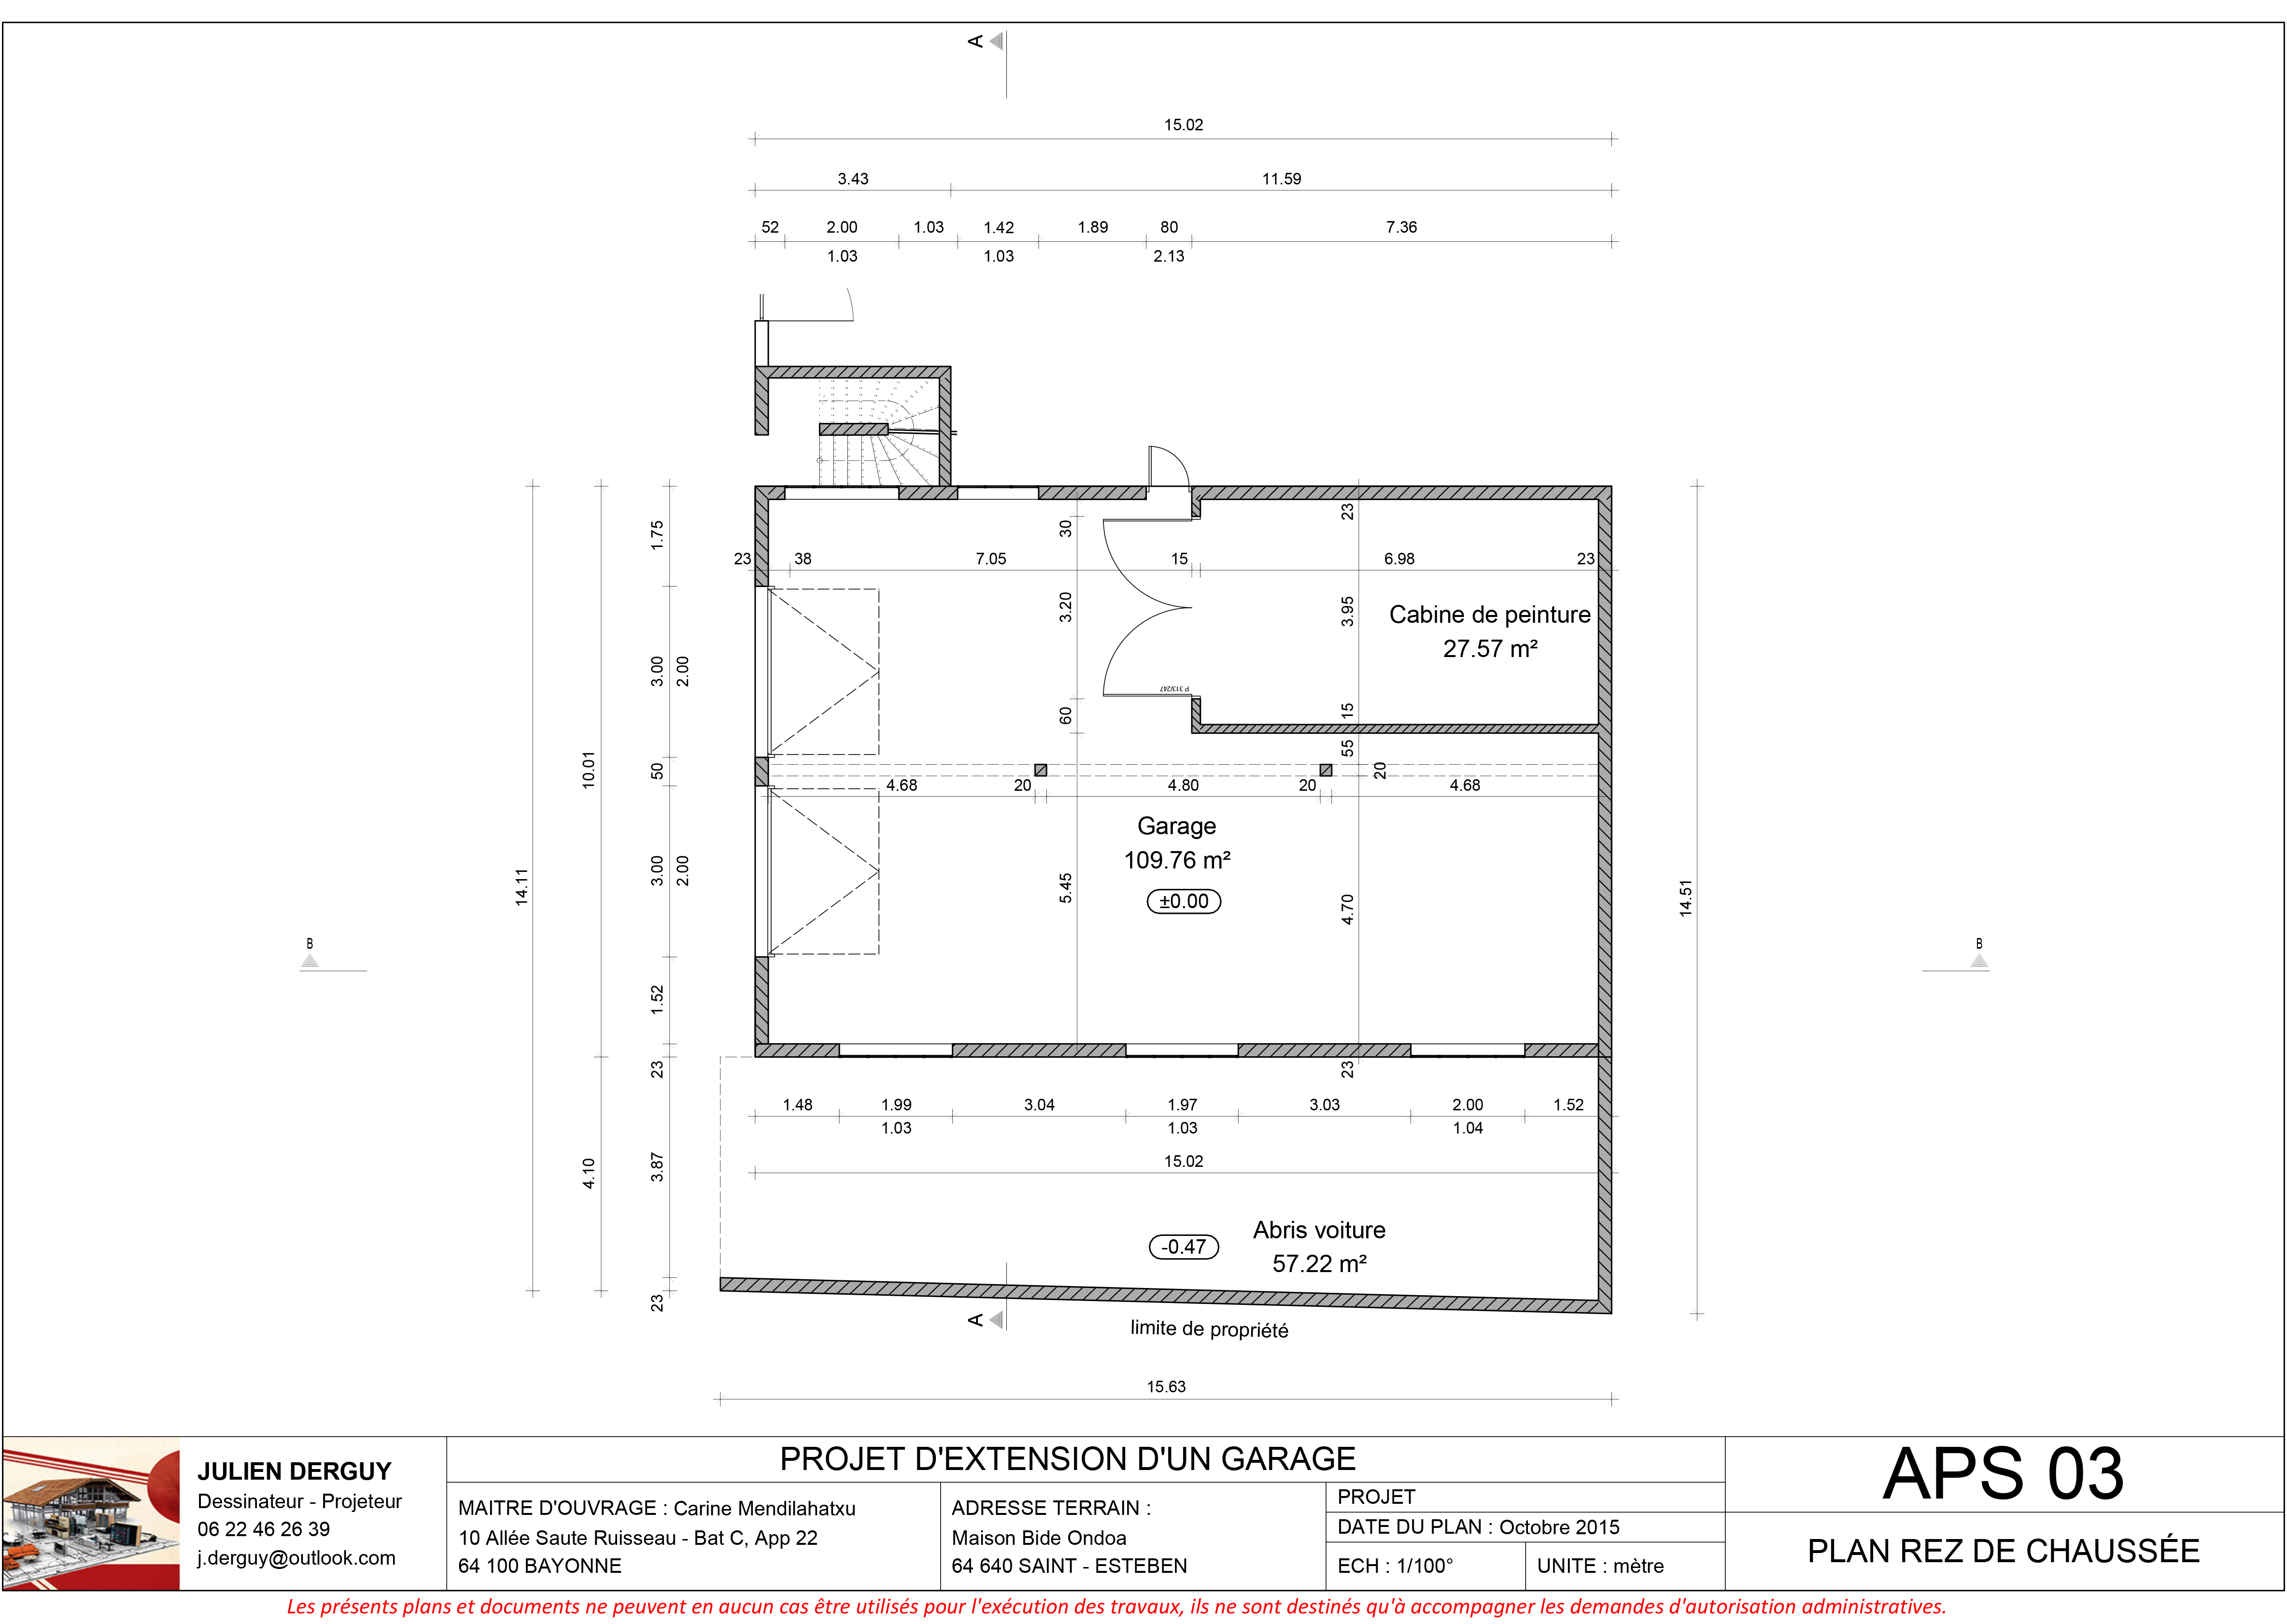 A
15.02
3.43 11.59
52 2.00 1.03 1.42 1.89 80 7.36
1.03 1.03 2.13
23 38 7.05 15 6.98 23
30
3.20
60
5.45
23
3.95
15
55
20
4.70
23
P 313/247
Cabine de peinture
27.57 m²
4.68 20 4.80 20 4.68
Garage
109.76 m²
±0.00
1.75
3.00 2.00
50
3.00 2.00
1.52
23
3.87
23
10.01
4.10
14.11
14.51
B
B
1.48 1.99 3.04 1.97 3.03 2.00 1.52
1.03 1.03 1.04
15.02
Abris voiture
-0.47
57.22 m²
A
limite de propriété
15.63
JULIEN DERGUY
Dessinateur - Projeteur
06 22 46 26 39
j.derguy@outlook.com
PROJET D'EXTENSION D'UN GARAGE
MAITRE D'OUVRAGE : Carine Mendilahatxu
10 Allée Saute Ruisseau - Bat C, App 22
64 100 BAYONNE
ADRESSE TERRAIN :
Maison Bide Ondoa
64 640 SAINT - ESTEBEN
PROJET
DATE DU PLAN : Octobre 2015
ECH : 1/100°
UNITE : mètre
APS 03
PLAN REZ DE CHAUSSÉE
Les présents plans et documents ne peuvent en aucun cas être utilisés pour l'exécution des travaux, ils ne sont destinés qu'à accompagner les demandes d'autorisation administratives.